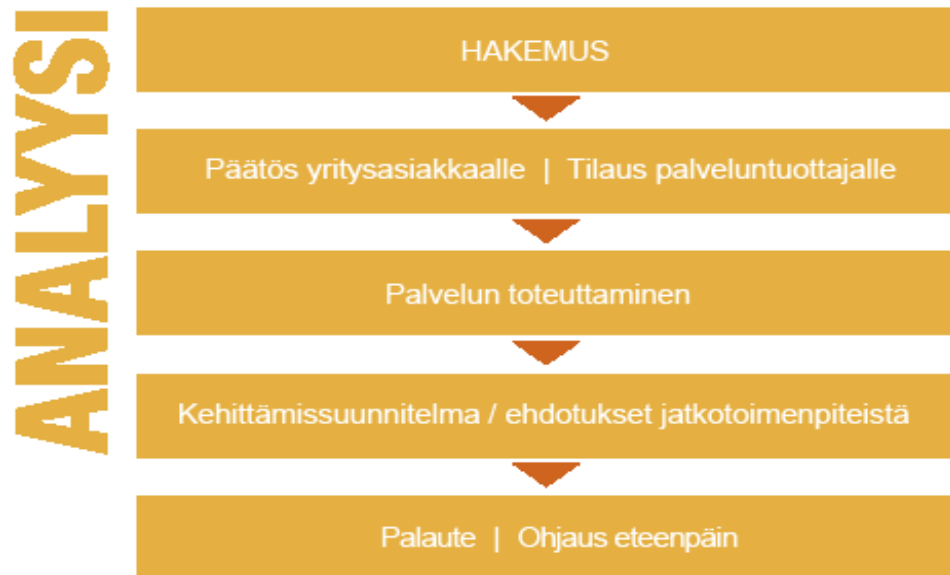 ANALYYSI
HAKEMUS
Päätös yritysasiakkaalle | Tilaus palveluntuottajalle
Palvelun toteuttaminen
Kehittämissuunnitelma / ehdotukset jatkotoimenpiteistä
Palaute | Ohjaus eteenpäin